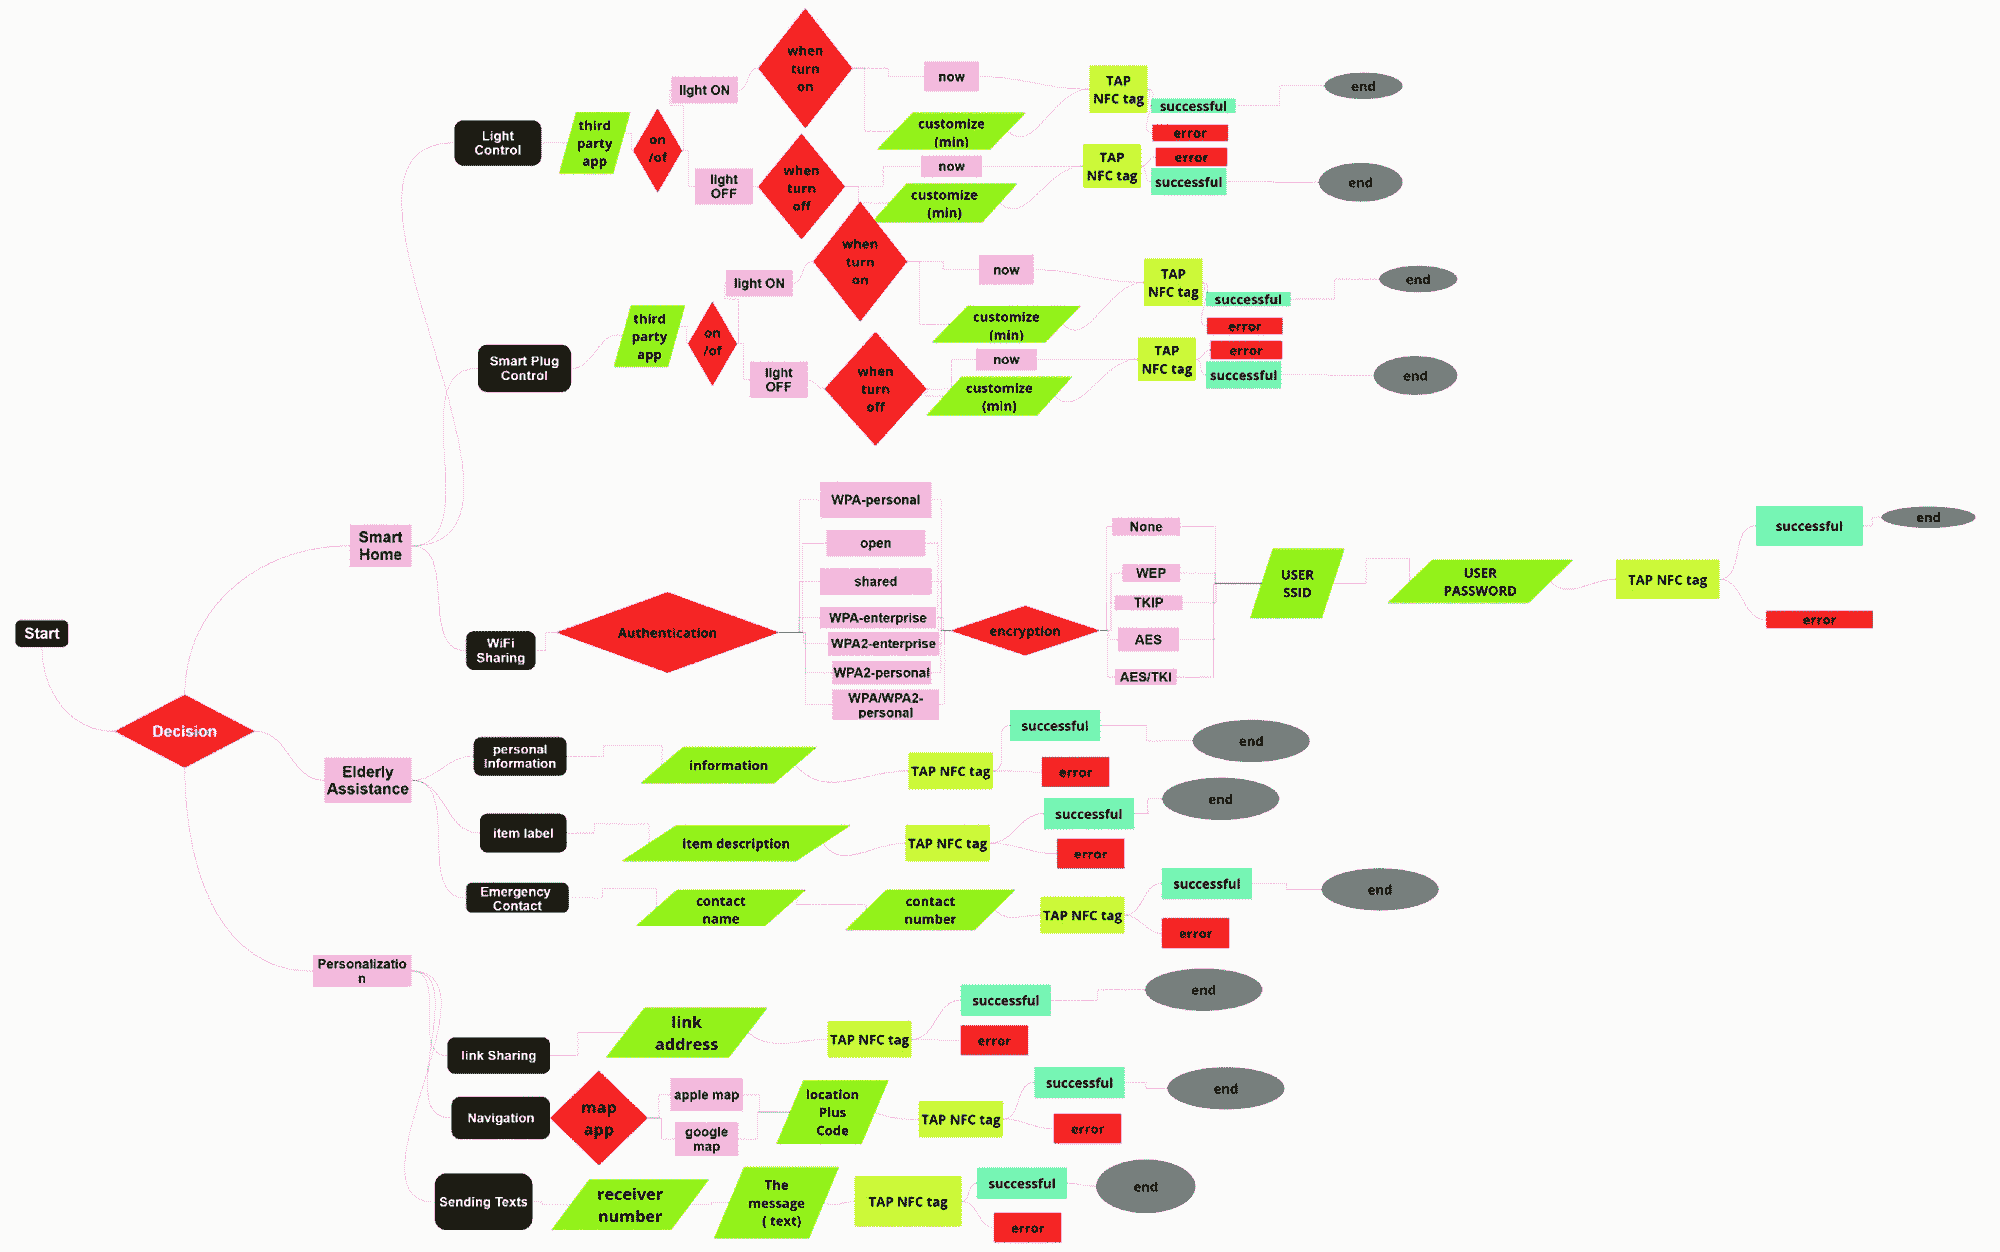 Start
Decision
Smart
Home
Light
Control
third
party
app
on
/of
light ON
when
turn
on
now
customize
(min)
TAP
NFC tag
successful
error
end
light
OFF
when
turn
off
now
customize
(min)
TAP
NFC tag
error
successful
end
Smart Plug
Control
third
party
app
on
/of
light ON
when
turn
on
now
customize
(min)
TAP
NFC tag
successful
error
end
light
OFF
when
turn
off
now
customize
(min)
TAP
NFC tag
error
successful
end
WiFi
Sharing
Authentication
WPA-personal
open
shared
WPA-enterprise
WPA2-enterprise
WPA2-personal
WPA/WPA2-
personal
encryption
None
WEP
TKIP
AES
AES/TKI
USER
SSID
USER
PASSWORD
TAP NFC tag
successful
error
end
Elderly
Assistance
personal
Information
information
TAP NFC tag
successful
error
end
item label
item description
TAP NFC tag
successful
error
end
Emergency
Contact
contact
name
contact
number
TAP NFC tag
successful
error
end
Personalizatio
n
link Sharing
link
address
TAP NFC tag
successful
error
end
Navigation
map
app
apple map
google
map
location
Plus
Code
TAP NFC tag
successful
error
end
Sending Texts
receiver
number
The
message
( text)
TAP NFC tag
successful
error
end